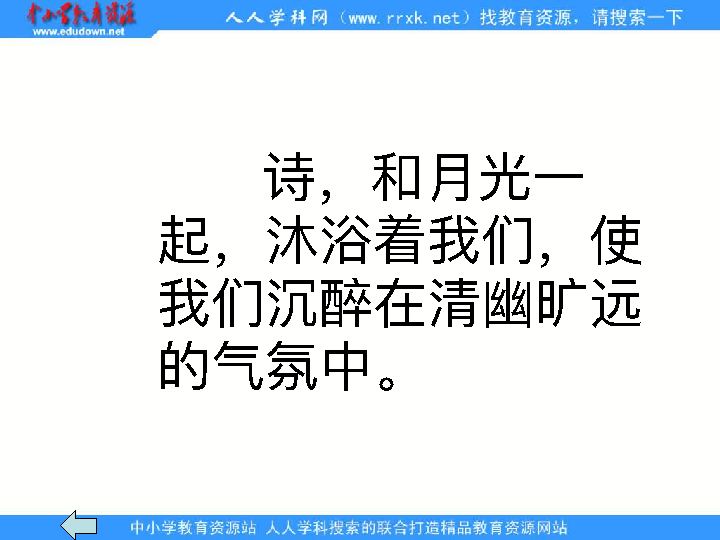 中小学教育资源
www.edudown.net
人人学科网（www.rrxk.net）找教育资源，请搜索一下
诗，和月光一
起，沐浴着我们，使
我们沉醉在清幽旷远
的气氛中。
中小学教育资源站 人人学科搜索的联合打造精品教育资源网站